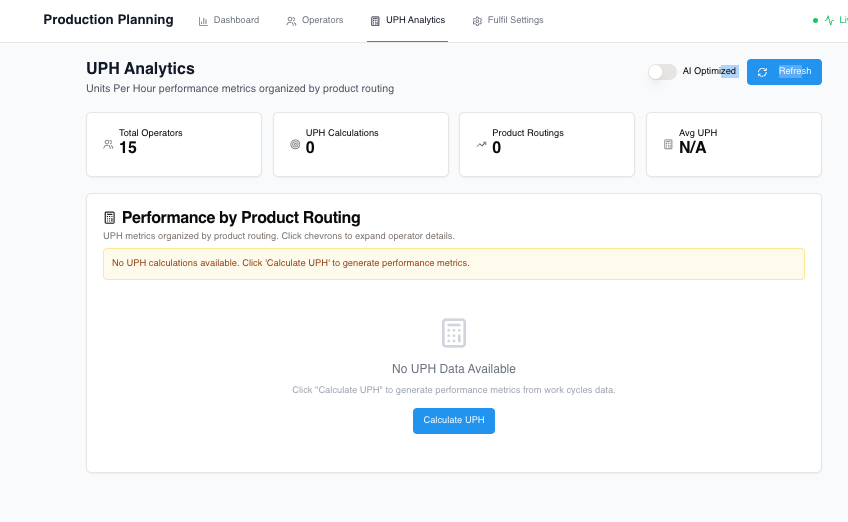 Production Planning
Dashboard
Operators
UPH Analytics
Fulfil Settings
UPH Analytics
Units Per Hour performance metrics organized by product routing
AI Optimized
Refresh
Total Operators
15
UPH Calculations
0
Product Routings
0
Avg UPH
N/A
Performance by Product Routing
UPH metrics organized by product routing. Click chevrons to expand operator details.
No UPH calculations available. Click 'Calculate UPH' to generate performance metrics.
No UPH Data Available
Click "Calculate UPH" to generate performance metrics from work cycles data.
Calculate UPH